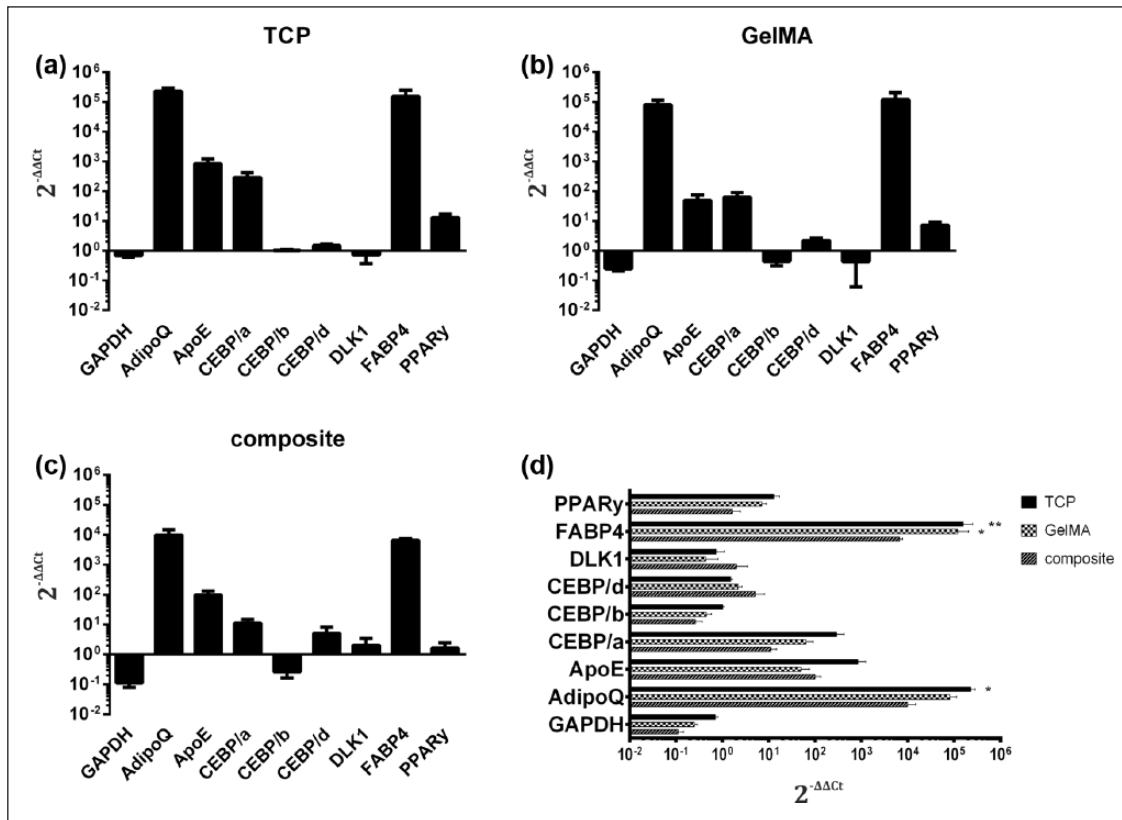 TCP
(a)
10⁶
10⁵
10⁴
10³
10²
10¹
10⁰
10⁻¹
10⁻²
2^-ΔΔCt
GAPDH
AdipoQ
ApoE
CEBP/a
CEBP/b
CEBP/d
DLK1
FABP4
PPARy
GelMA
(b)
10⁶
10⁵
10⁴
10³
10²
10¹
10⁰
10⁻¹
10⁻²
2^-ΔΔCt
GAPDH
AdipoQ
ApoE
CEBP/a
CEBP/b
CEBP/d
DLK1
FABP4
PPARy
composite
(c)
10⁶
10⁵
10⁴
10³
10²
10¹
10⁰
10⁻¹
10⁻²
2^-ΔΔCt
GAPDH
AdipoQ
ApoE
CEBP/a
CEBP/b
CEBP/d
DLK1
FABP4
PPARy
(d)
PPARy
FABP4
DLK1
CEBP/d
CEBP/b
CEBP/a
ApoE
AdipoQ
GAPDH
**
*
*
10⁻² 10⁻¹ 10⁰ 10¹ 10² 10³ 10⁴ 10⁵ 10⁶
2^-ΔΔCt
TCP
GelMA
composite